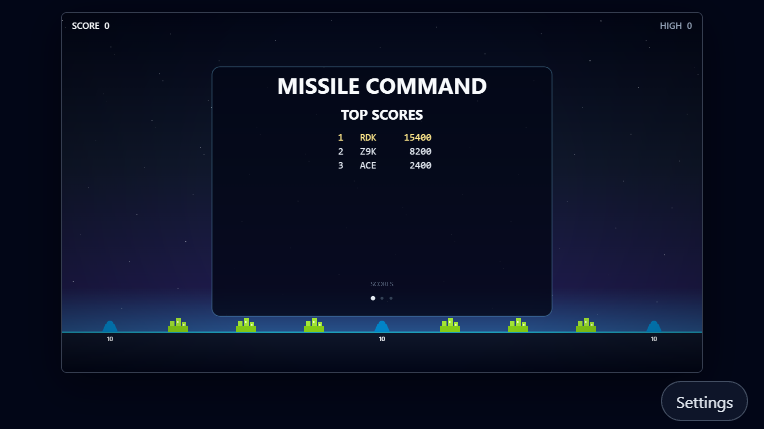 SCORE 0
HIGH 0
MISSILE COMMAND
TOP SCORES
1 RDK 15400
2 Z9K 8200
3 ACE 2400
SCORES
10
10
10
Settings